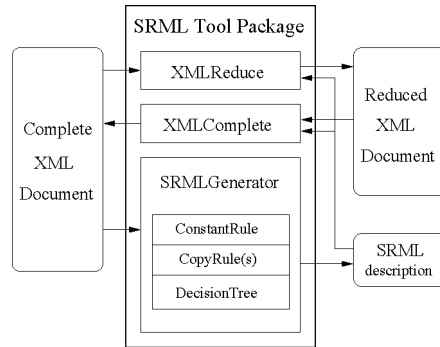 SRML Tool Package
XMLReduce
XMLComplete
SRMLGenerator
ConstantRule
CopyRule(s)
DecisionTree
Complete
XML
Document
Reduced
XML
Document
SRML
description